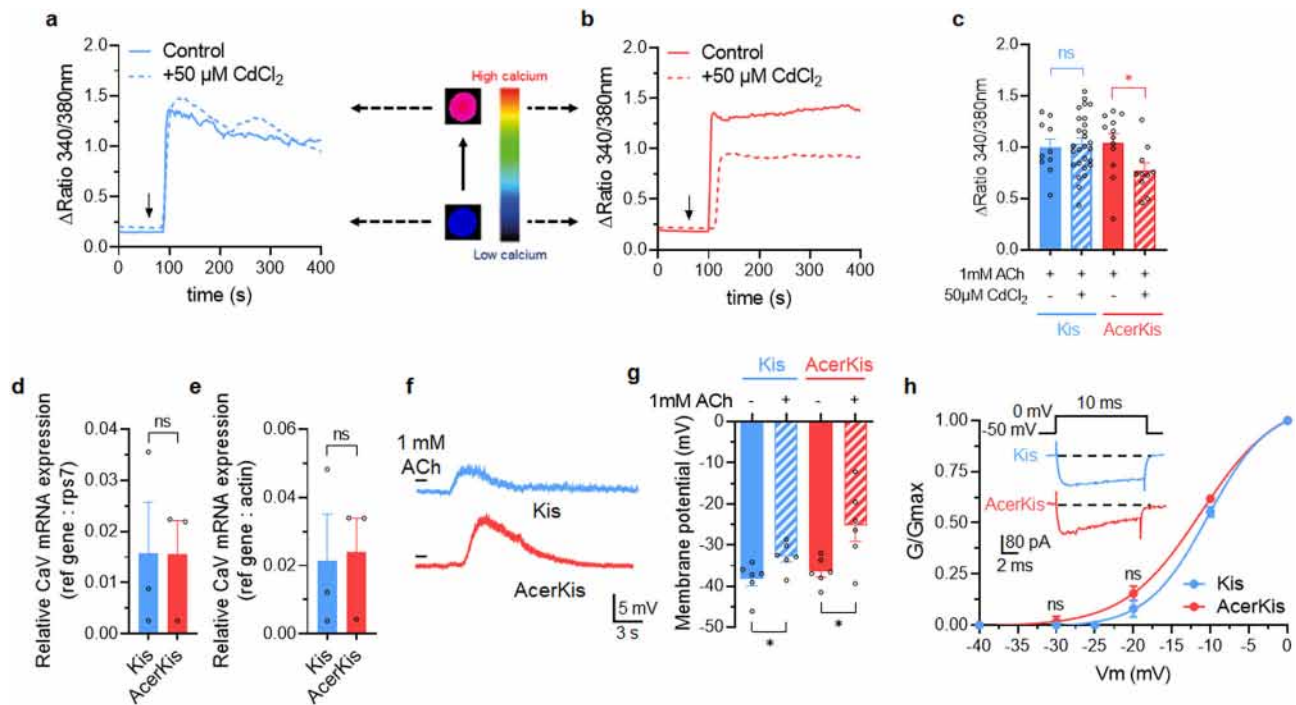 a
Control
+50 µM CdCl2
ΔRatio 340/380nm
2.0
1.5
1.0
0.5
0.0
0 100 200 300 400
time (s)
High calcium
Low calcium
b
Control
+50 µM CdCl2
ΔRatio 340/380nm
2.0
1.5
1.0
0.5
0.0
0 100 200 300 400
time (s)
c
ΔRatio 340/380nm
2.0
1.5
1.0
0.5
0.0
ns
*
1mM ACh + + + +
50µM CdCl2 - + - +
Kis AcerKis
d
Relative CaV mRNA expression
(ref gene : rps7)
0.04
0.03
0.02
0.01
0.00
ns
Kis
AcerKis
e
Relative CaV mRNA expression
(ref gene : actin)
0.06
0.04
0.02
0.00
ns
Kis
AcerKis
f
1 mM
ACh
Kis
AcerKis
5 mV
3 s
g
Kis AcerKis
1mM ACh - + - +
Membrane potential (mV)
0
-10
-20
-30
-40
-50
*
*
h
G/Gmax
1.00
0.75
0.50
0.25
0.00
10 ms
0 mV
-50 mV
Kis
AcerKis
80 pA
2 ms
ns
ns
Kis
AcerKis
-40 -35 -30 -25 -20 -15 -10 -5 0
Vm (mV)